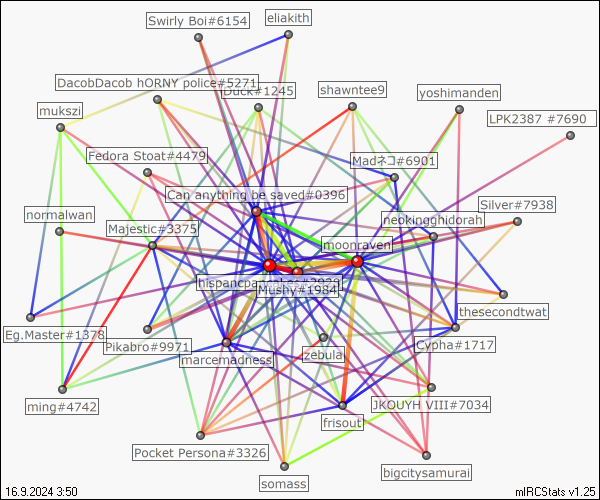 Swirly Boi#6154
eliakith
DacobDacob hORNY police#5271
Duck#1245
shawntee9
yoshimanden
mukszi
LPK2387 #7690
Fedora Stoat#4479
Madネコ#6901
Can anything be saved#0396
Silver#7938
normalwan
Majestic#3375
neokingghidorah
moonraven
Mushy#1984
thesecondtwat
Eg.Master#1378
Pikabro#9971
marcemadness
zebula
Cypha#1717
ming#4742
JKOUYH VIII#7034
frisout
Pocket Persona#3326
bigcitysamurai
somass
16.9.2024 3:50
mIRCStats v1.25